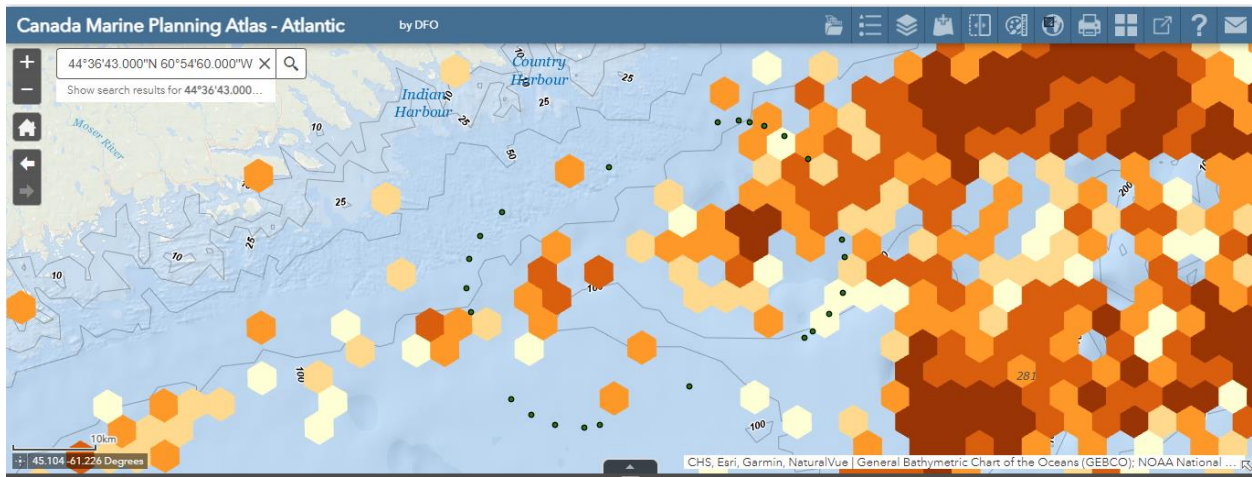 Canada Marine Planning Atlas - Atlantic by DFO
+
44°36'43.000"N 60°54'60.000"W ×
−
Show search results for 44°36'43.000...
Country
Harbour
Indian
Harbour
Moser River
10
10
10
25
25
25
50
10
25
25
10
10
200
100
100
100
281
10km
45.104 -61.226 Degrees
CHS, Esri, Garmin, NaturalVue | General Bathymetric Chart of the Oceans (GEBCO); NOAA National ...